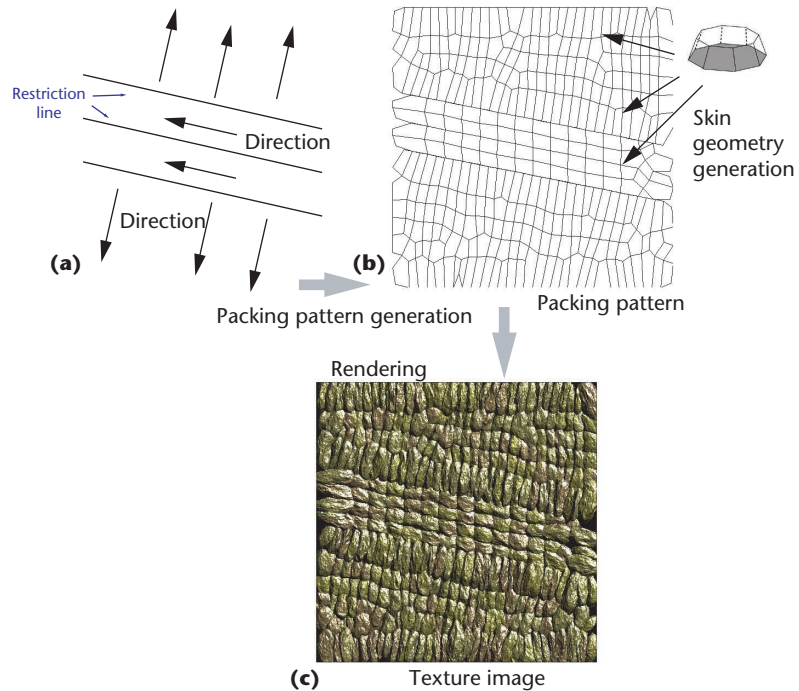 Restriction
line
Direction
Direction
(a)
(b)
Skin
geometry
generation
Packing pattern generation
Packing pattern
Rendering
(c)
Texture image